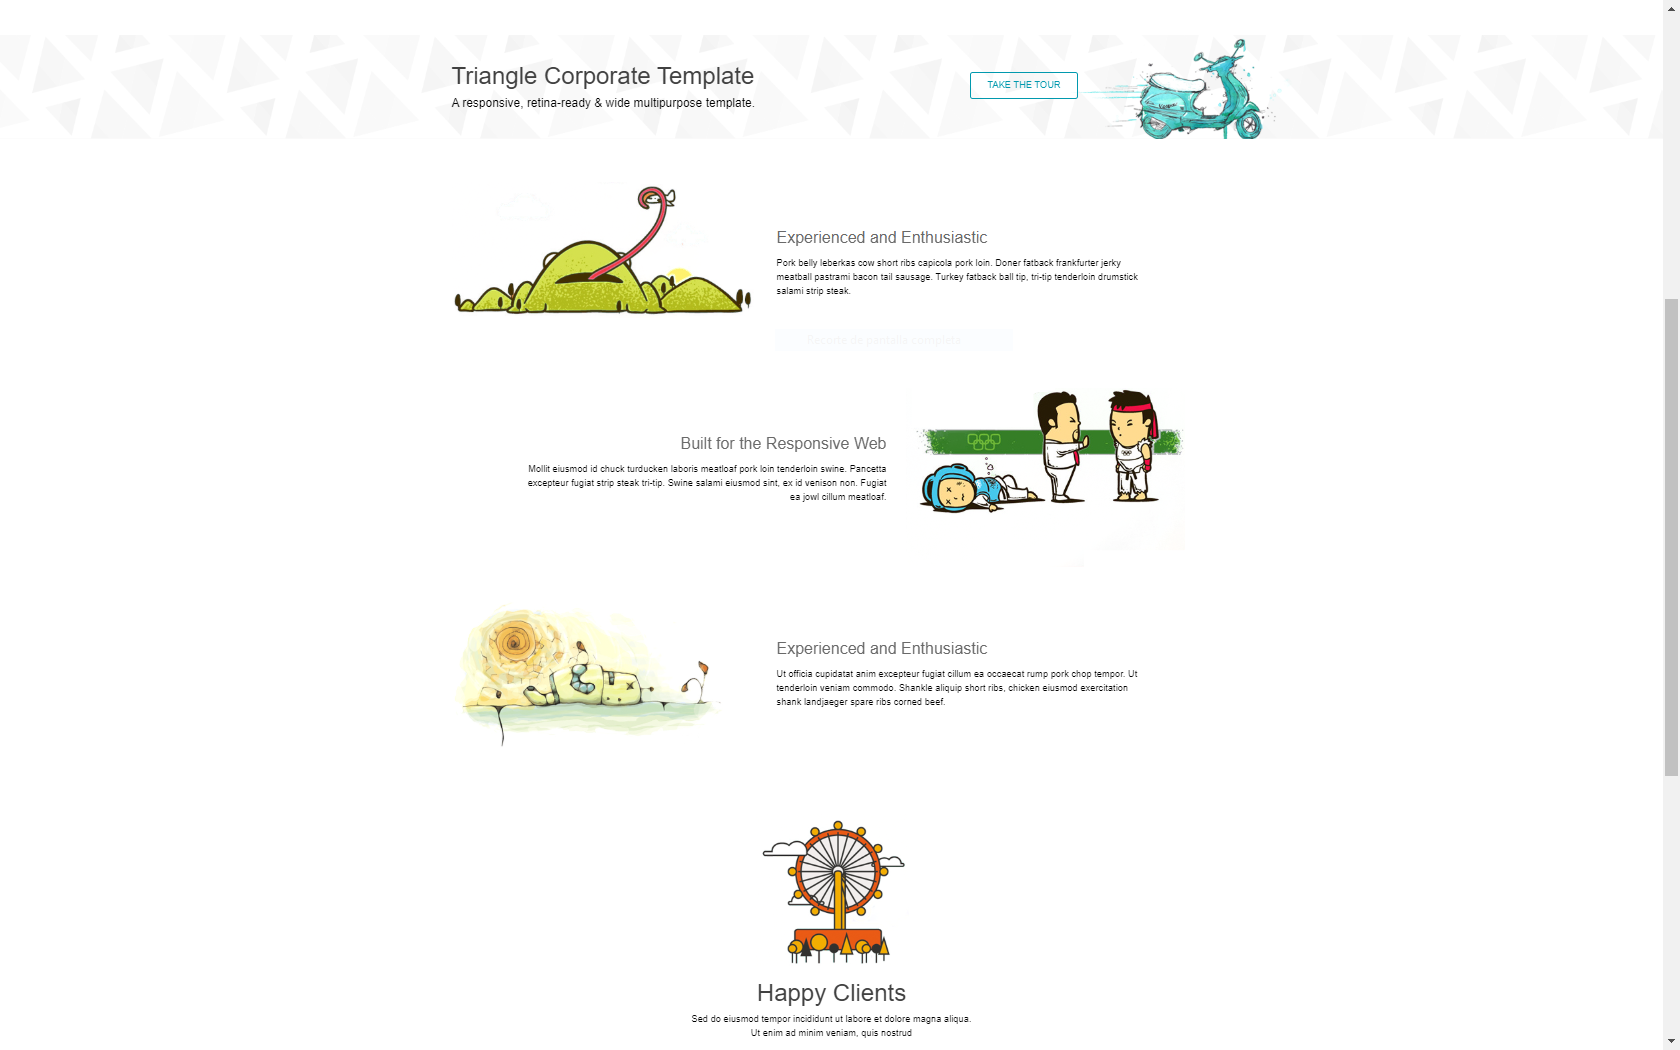 Triangle Corporate Template
A responsive, retina-ready & wide multipurpose template.
TAKE THE TOUR
Vespa
Experienced and Enthusiastic
Pork belly leberkas cow short ribs capicola pork loin. Doner fatback frankfurter jerky
meatball pastrami bacon tail sausage. Turkey fatback ball tip, tri-tip tenderloin drumstick
salami strip steak.
Recorte de pantalla completa
Built for the Responsive Web
Mollit eiusmod id chuck turducken laboris meatloaf pork loin tenderloin swine. Pancetta
excepteur fugiat strip steak tri-tip. Swine salami eiusmod sint, ex id venison non. Fugiat
ea jowl cillum meatloaf.
Experienced and Enthusiastic
Ut officia cupidatat anim excepteur fugiat cillum ea occaecat rump pork chop tempor. Ut
tenderloin veniam commodo. Shankle aliquip short ribs, chicken eiusmod exercitation
shank landjaeger spare ribs corned beef.
Happy Clients
Sed do eiusmod tempor incididunt ut labore et dolore magna aliqua.
Ut enim ad minim veniam, quis nostrud